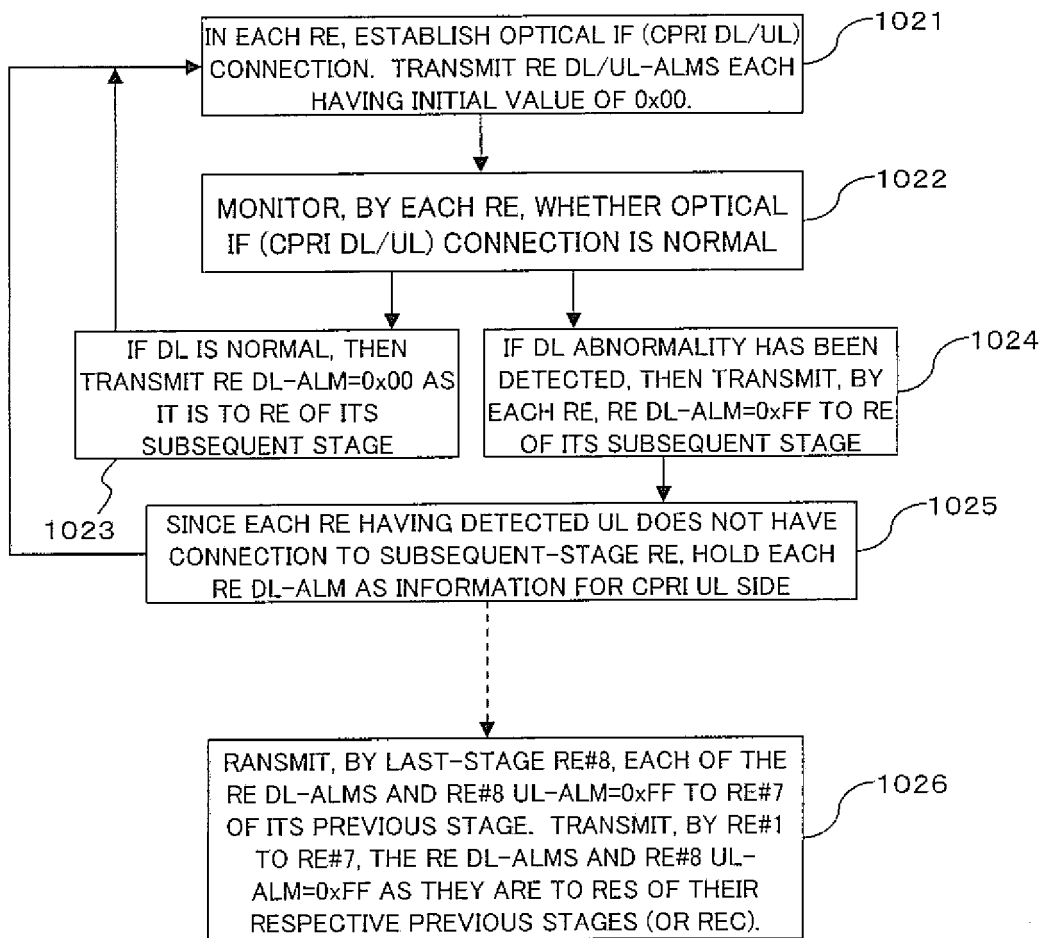 1021
IN EACH RE, ESTABLISH OPTICAL IF (CPRI DL/UL)
CONNECTION. TRANSMIT RE DL/UL-ALMS EACH
HAVING INITIAL VALUE OF 0x00.
1022
MONITOR, BY EACH RE, WHETHER OPTICAL
IF (CPRI DL/UL) CONNECTION IS NORMAL
IF DL IS NORMAL, THEN
TRANSMIT RE DL-ALM=0x00 AS
IT IS TO RE OF ITS
SUBSEQUENT STAGE
1023
1024
IF DL ABNORMALITY HAS BEEN
DETECTED, THEN TRANSMIT, BY
EACH RE, RE DL-ALM=0xFF TO RE
OF ITS SUBSEQUENT STAGE
1025
SINCE EACH RE HAVING DETECTED UL DOES NOT HAVE
CONNECTION TO SUBSEQUENT-STAGE RE, HOLD EACH
RE DL-ALM AS INFORMATION FOR CPRI UL SIDE
1026
RANSMIT, BY LAST-STAGE RE#8, EACH OF THE
RE DL-ALMS AND RE#8 UL-ALM=0xFF TO RE#7
OF ITS PREVIOUS STAGE. TRANSMIT, BY RE#1
TO RE#7, THE RE DL-ALMS AND RE#8 UL-
ALM=0xFF AS THEY ARE TO RES OF THEIR
RESPECTIVE PREVIOUS STAGES (OR REC).